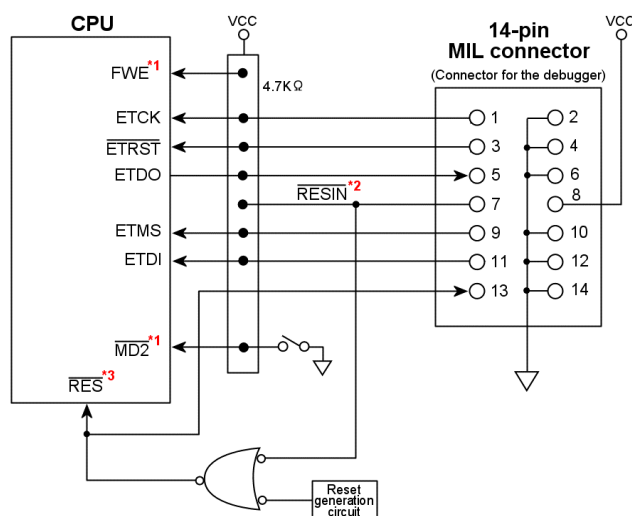 CPU
VCC
14-pin
MIL connector
(Connector for the debugger)
VCC
FWE*1
4.7KΩ
ETCK
1
2
ETRST
3
4
ETDO
5
6
RESIN*2
7
8
ETMS
9
10
ETDI
11
12
13
14
MD2*1
RES*3
Reset
generation
circuit